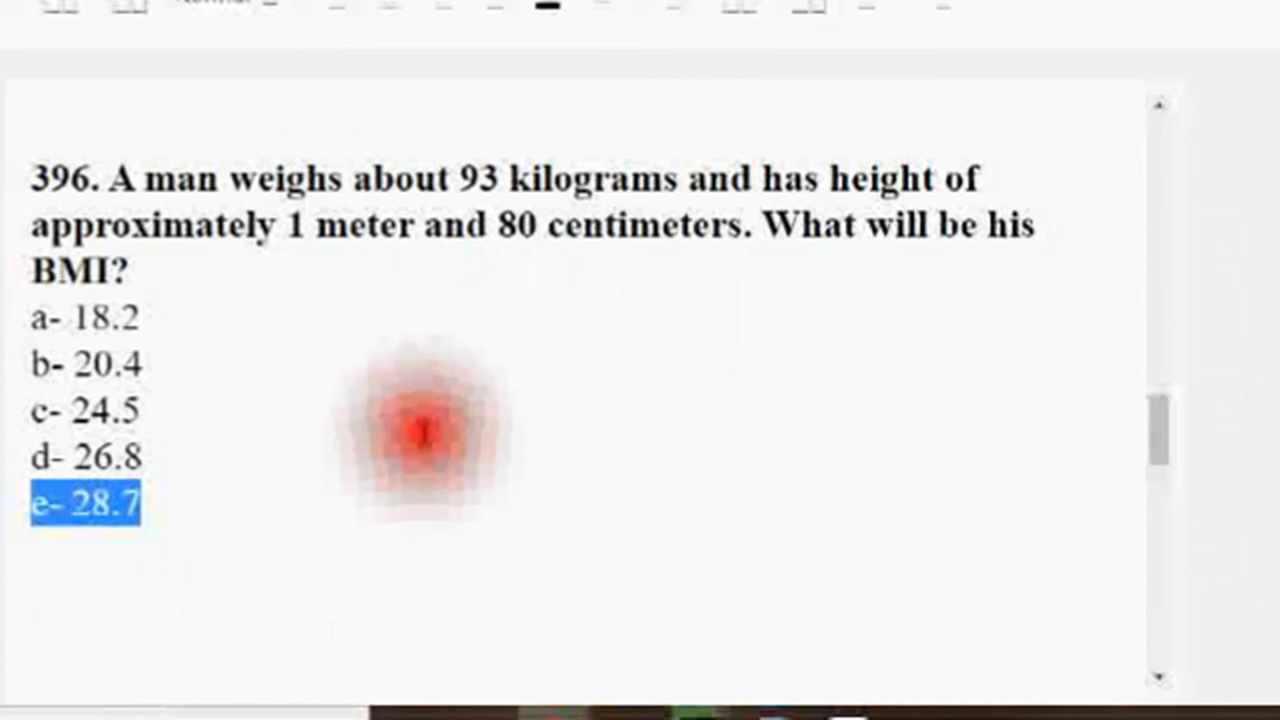 396. A man weighs about 93 kilograms and has height of
approximately 1 meter and 80 centimeters. What will be his
BMI?
a- 18.2
b- 20.4
c- 24.5
d- 26.8
e- 28.7